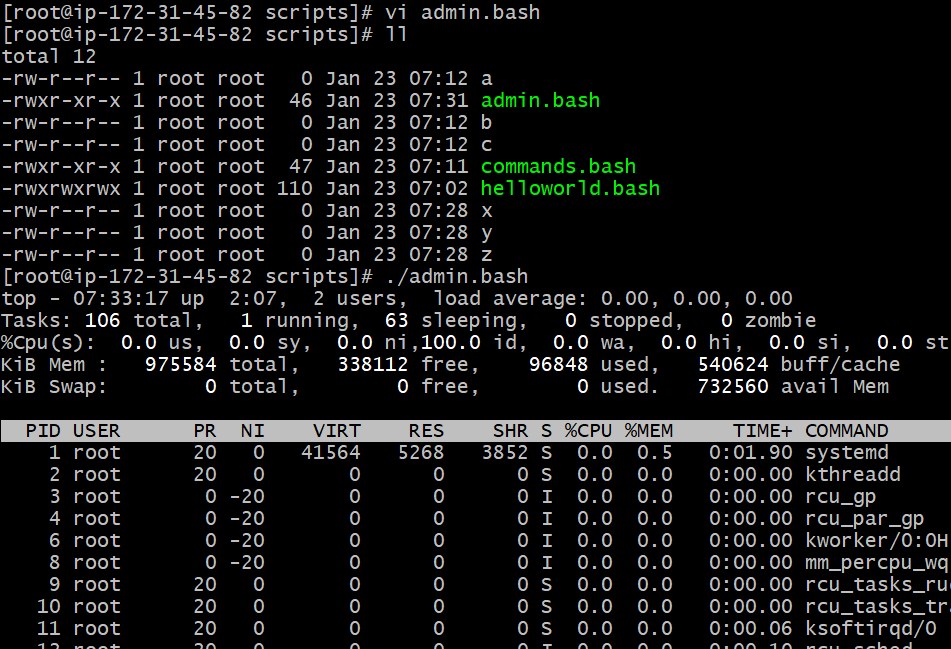 [root@ip-172-31-45-82 scripts]# vi admin.bash
[root@ip-172-31-45-82 scripts]# ll
total 12
-rw-r--r-- 1 root root   0 Jan 23 07:12 a
-rwxr-xr-x 1 root root  46 Jan 23 07:31 admin.bash
-rw-r--r-- 1 root root   0 Jan 23 07:12 b
-rw-r--r-- 1 root root   0 Jan 23 07:12 c
-rwxr-xr-x 1 root root  47 Jan 23 07:11 commands.bash
-rwxrwxrwx 1 root root 110 Jan 23 07:02 helloworld.bash
-rw-r--r-- 1 root root   0 Jan 23 07:28 x
-rw-r--r-- 1 root root   0 Jan 23 07:28 y
-rw-r--r-- 1 root root   0 Jan 23 07:28 z
[root@ip-172-31-45-82 scripts]# ./admin.bash
top - 07:33:17 up  2:07,  2 users,  load average: 0.00, 0.00, 0.00
Tasks: 106 total,   1 running,  63 sleeping,   0 stopped,   0 zombie
%Cpu(s):  0.0 us,  0.0 sy,  0.0 ni,100.0 id,  0.0 wa,  0.0 hi,  0.0 si,  0.0 st
KiB Mem :   975584 total,   338112 free,    96848 used,   540624 buff/cache
KiB Swap:        0 total,        0 free,        0 used.   732560 avail Mem
  PID USER      PR  NI    VIRT    RES    SHR S %CPU %MEM     TIME+ COMMAND
    1 root      20   0   41564   5268   3852 S  0.0  0.5   0:01.90 systemd
    2 root      20   0       0      0      0 S  0.0  0.0   0:00.00 kthreadd
    3 root       0 -20       0      0      0 I  0.0  0.0   0:00.00 rcu_gp
    4 root       0 -20       0      0      0 I  0.0  0.0   0:00.00 rcu_par_gp
    6 root       0 -20       0      0      0 I  0.0  0.0   0:00.00 kworker/0:0H
    8 root       0 -20       0      0      0 I  0.0  0.0   0:00.00 mm_percpu_wq
    9 root      20   0       0      0      0 S  0.0  0.0   0:00.00 rcu_tasks_ru
   10 root      20   0       0      0      0 S  0.0  0.0   0:00.00 rcu_tasks_tr
   11 root      20   0       0      0      0 S  0.0  0.0   0:00.06 ksoftirqd/0